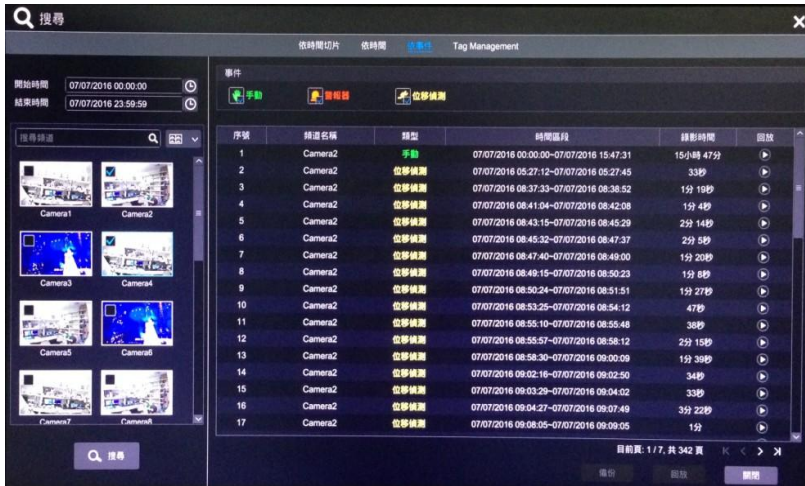 搜尋
依時間切片 依時間 依事件 Tag Management
開始時間 07/07/2016 00:00:00
結束時間 07/07/2016 23:59:59
搜尋頻道
Camera1 Camera2
Camera3 Camera4
Camera5 Camera6
Camera7 Camera8
搜尋
事件
手動 警報器 位移偵測
序號 頻道名稱 類型 時間區段 錄影時間 回放
1 Camera2 手動 07/07/2016 00:00:00~07/07/2016 15:47:31 15小時 47分
2 Camera2 位移偵測 07/07/2016 05:27:12~07/07/2016 05:27:45 33秒
3 Camera2 位移偵測 07/07/2016 08:37:33~07/07/2016 08:38:52 1分 19秒
4 Camera2 位移偵測 07/07/2016 08:41:04~07/07/2016 08:42:08 1分 4秒
5 Camera2 位移偵測 07/07/2016 08:43:15~07/07/2016 08:45:29 2分 14秒
6 Camera2 位移偵測 07/07/2016 08:45:32~07/07/2016 08:47:37 2分 5秒
7 Camera2 位移偵測 07/07/2016 08:47:40~07/07/2016 08:49:00 1分 20秒
8 Camera2 位移偵測 07/07/2016 08:49:15~07/07/2016 08:50:23 1分 8秒
9 Camera2 位移偵測 07/07/2016 08:50:24~07/07/2016 08:51:51 1分 27秒
10 Camera2 位移偵測 07/07/2016 08:53:25~07/07/2016 08:54:12 47秒
11 Camera2 位移偵測 07/07/2016 08:55:10~07/07/2016 08:55:48 38秒
12 Camera2 位移偵測 07/07/2016 08:55:57~07/07/2016 08:58:12 2分 15秒
13 Camera2 位移偵測 07/07/2016 08:58:30~07/07/2016 09:00:09 1分 39秒
14 Camera2 位移偵測 07/07/2016 09:02:16~07/07/2016 09:02:50 34秒
15 Camera2 位移偵測 07/07/2016 09:03:29~07/07/2016 09:04:02 33秒
16 Camera2 位移偵測 07/07/2016 09:04:27~07/07/2016 09:07:49 3分 22秒
17 Camera2 位移偵測 07/07/2016 09:08:05~07/07/2016 09:09:05 1分
目前頁: 1 / 7, 共 342 頁
備份 回放 關閉